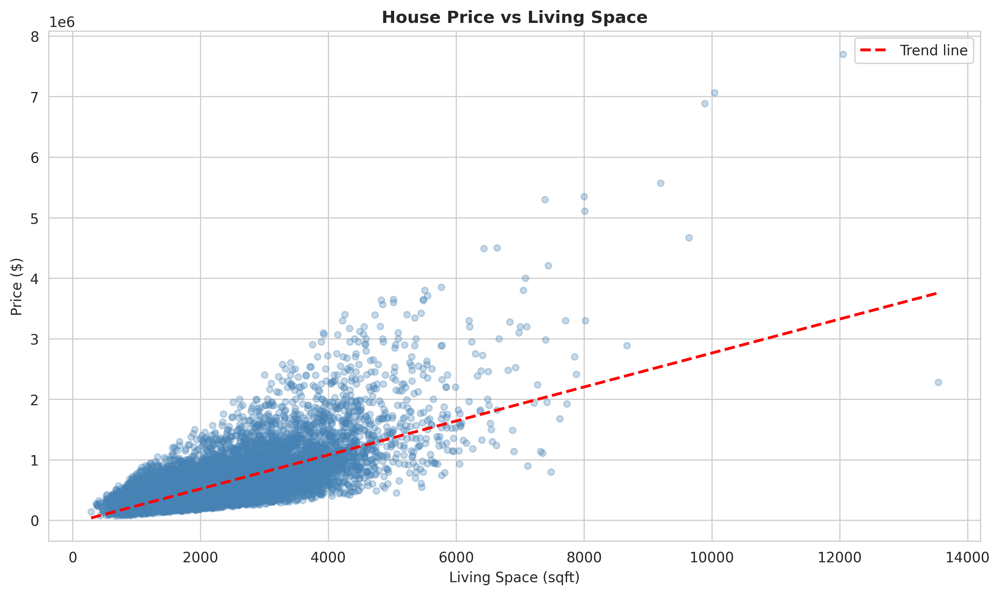 House Price vs Living Space
1e6
8
7
6
5
4
3
2
1
0
Price ($)
Trend line
0 2000 4000 6000 8000 10000 12000 14000
Living Space (sqft)